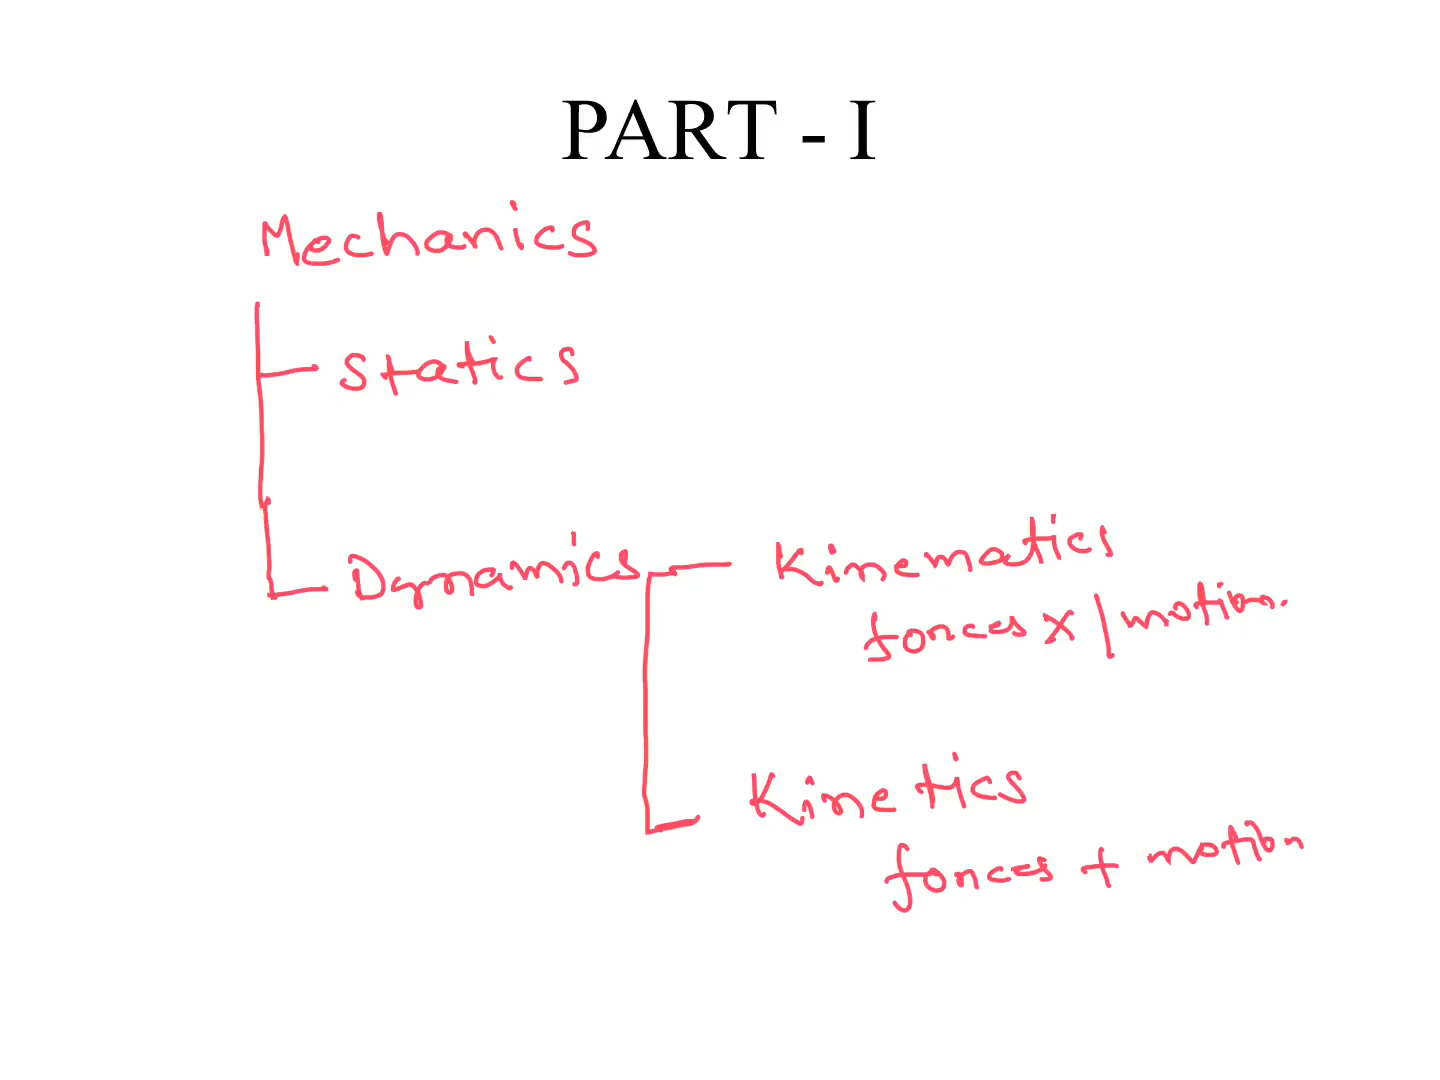 PART - I
Mechanics
Statics
Dynamics
Kinematics
forces x / motion.
Kinetics
forces + motion